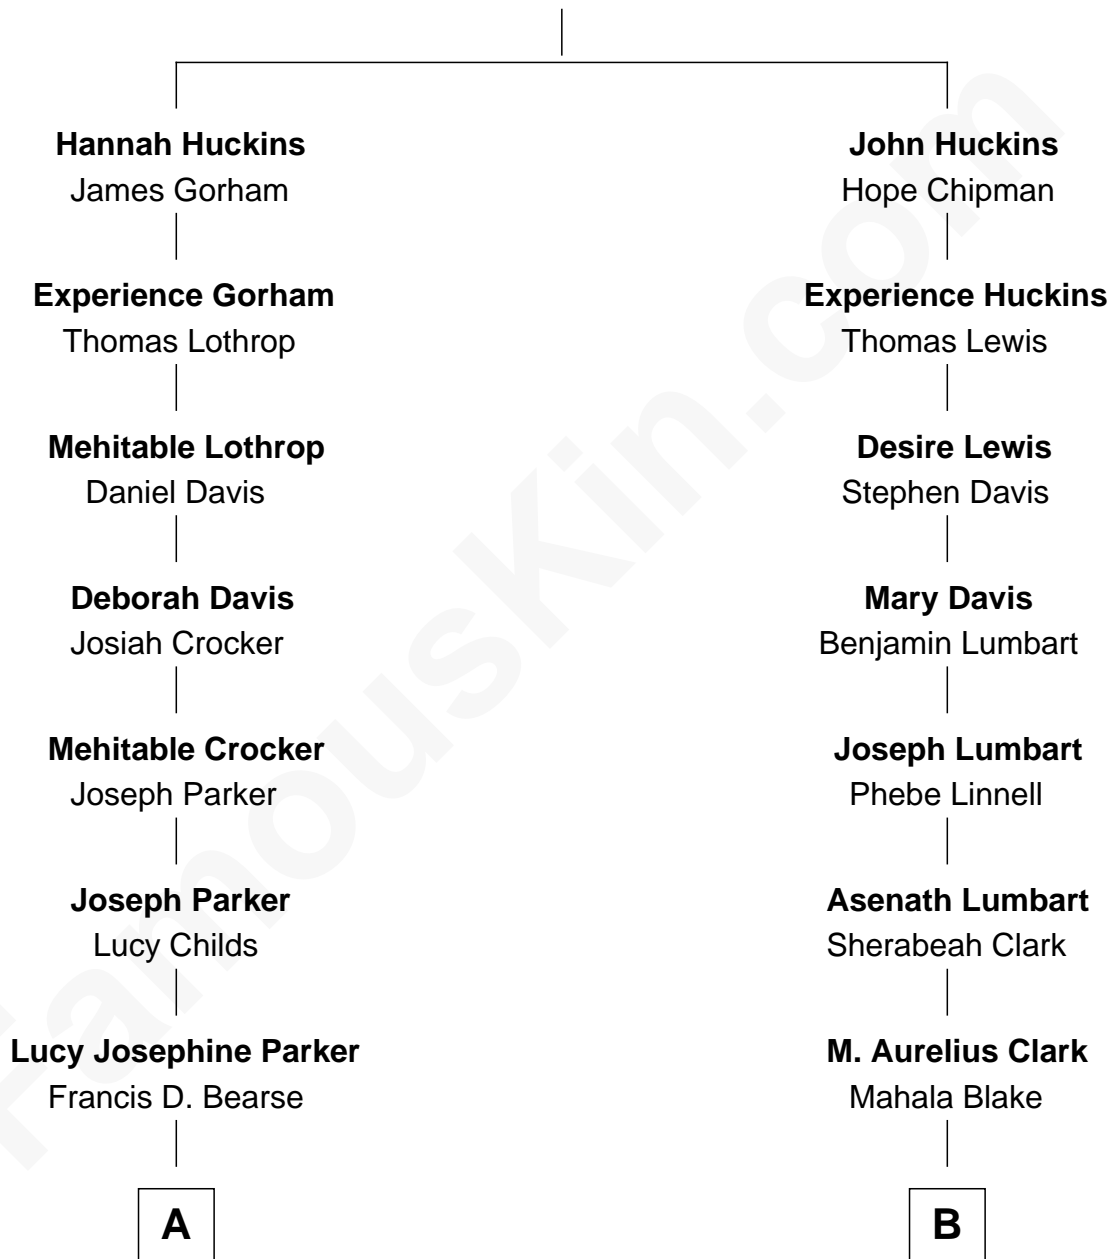 Hannah Huckins
James Gorham
Experience Gorham
Thomas Lothrop
Mehitable Lothrop
Daniel Davis
Deborah Davis
Josiah Crocker
Mehitable Crocker
Joseph Parker
Joseph Parker
Lucy Childs
Lucy Josephine Parker
Francis D. Bearse
A
John Huckins
Hope Chipman
Experience Huckins
Thomas Lewis
Desire Lewis
Stephen Davis
Mary Davis
Benjamin Lumbart
Joseph Lumbart
Phebe Linnell
Asenath Lumbart
Sherabeah Clark
M. Aurelius Clark
Mahala Blake
B
FamousKin.com